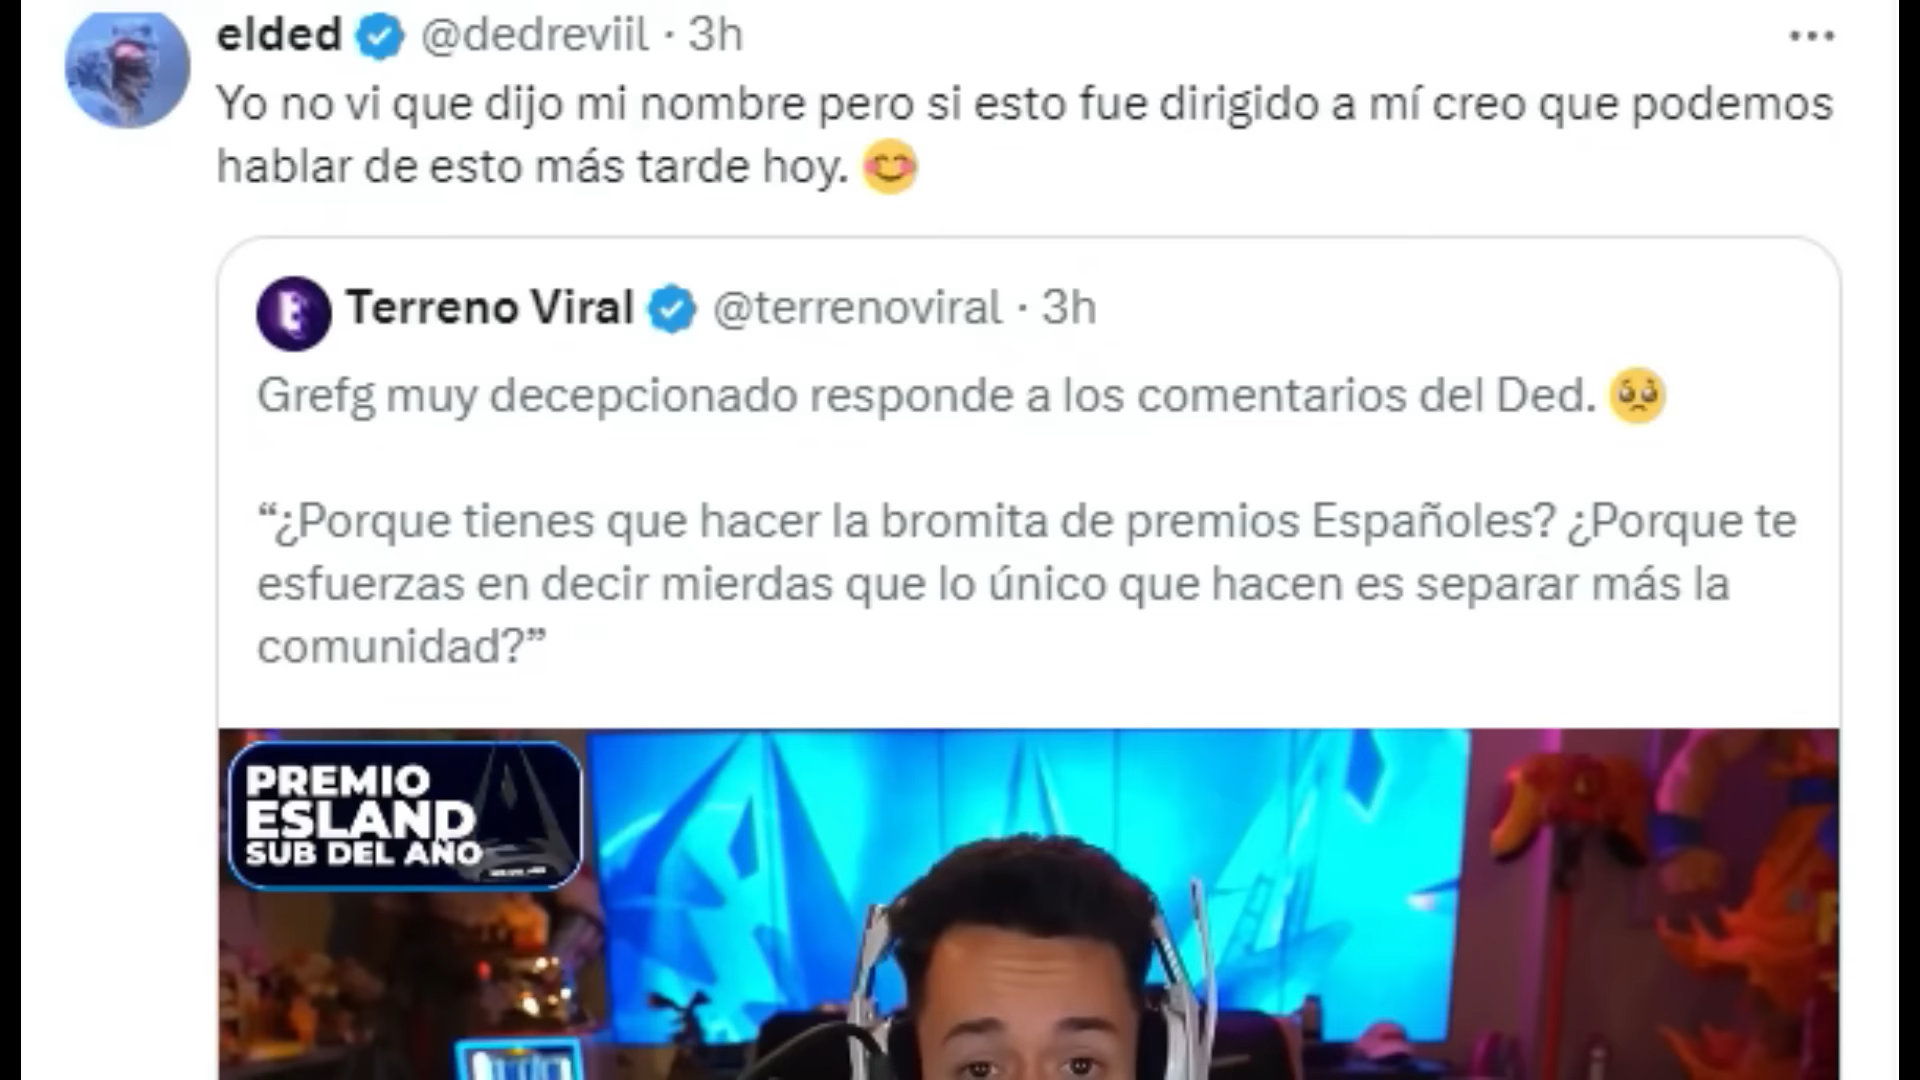 elded @dedreviil · 3h
Yo no vi que dijo mi nombre pero si esto fue dirigido a mí creo que podemos
hablar de esto más tarde hoy. 😊
Terreno Viral @terrenoviral · 3h
Grefg muy decepcionado responde a los comentarios del Ded. 🥺
“¿Porque tienes que hacer la bromita de premios Españoles? ¿Porque te
esfuerzas en decir mierdas que lo único que hacen es separar más la
comunidad?”
PREMIO
ESLAND
SUB DEL AÑO